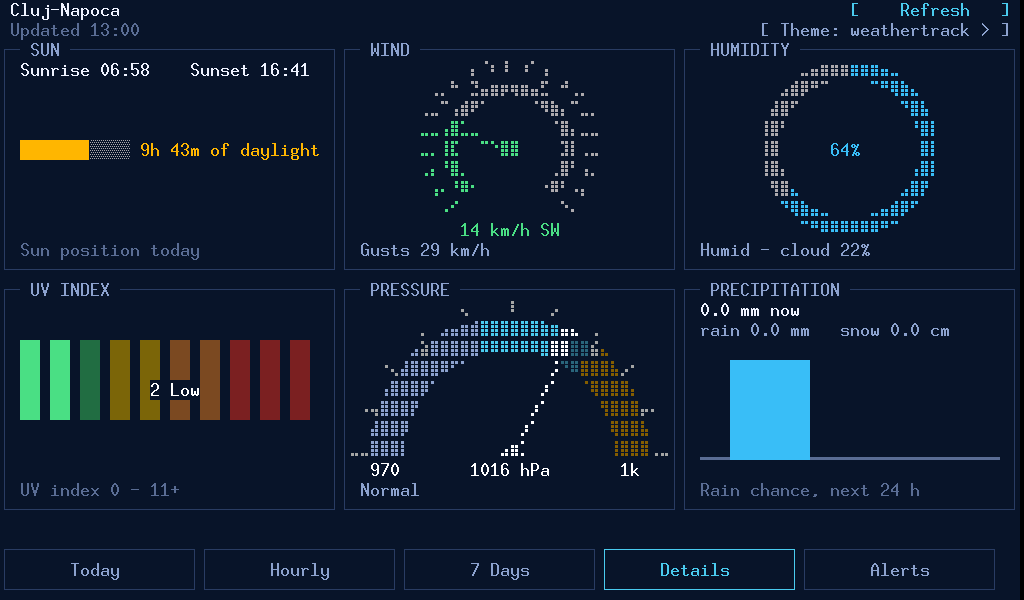 Cluj-Napoca [ Refresh ]
Updated 13:00 [ Theme: weathertrack > ]
SUN
Sunrise 06:58 Sunset 16:41
9h 43m of daylight
Sun position today
WIND
14 km/h SW
Gusts 29 km/h
HUMIDITY
64%
Humid - cloud 22%
UV INDEX
2 Low
UV index 0 - 11+
PRESSURE
970 1016 hPa 1k
Normal
PRECIPITATION
0.0 mm now
rain 0.0 mm snow 0.0 cm
Rain chance, next 24 h
Today Hourly 7 Days Details Alerts